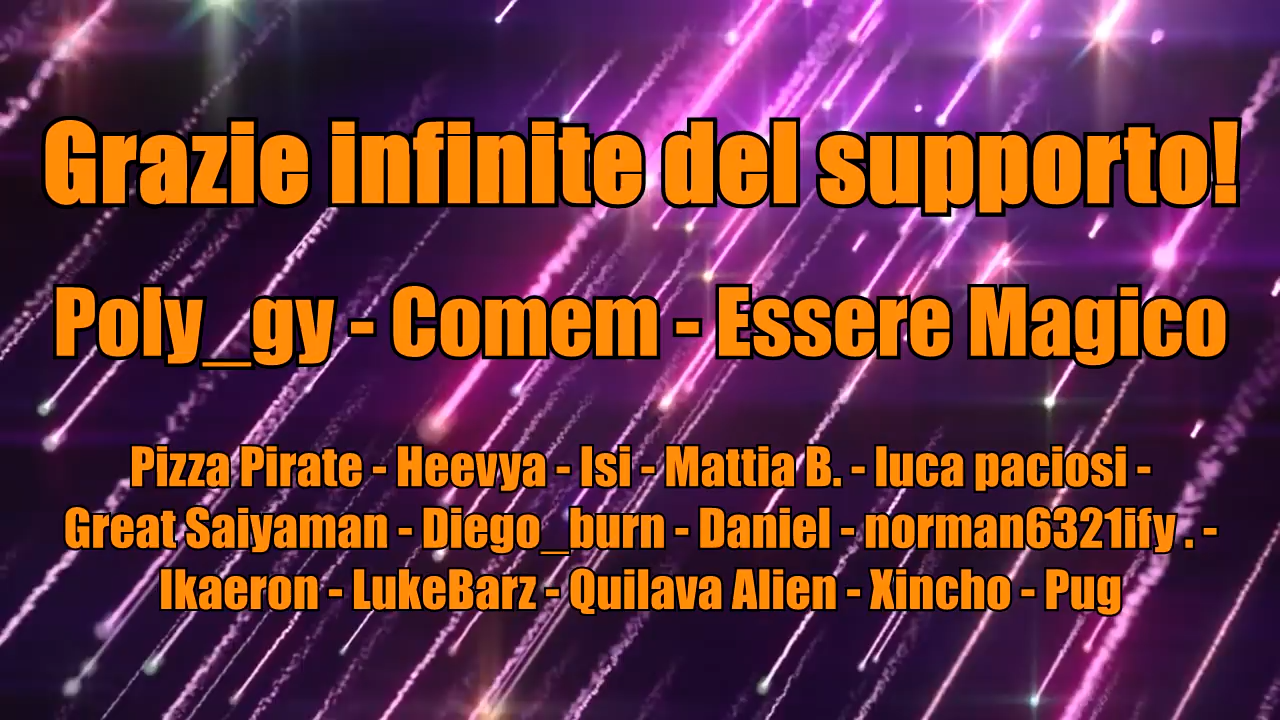 Grazie infinite del supporto!
Poly_gy - Comem - Essere Magico
Pizza Pirate - Heevya - Isi - Mattia B. - luca paciosi -
Great Saiyaman - Diego_burn - Daniel - norman6321ify . -
Ikaeron - LukeBarz - Quilava Alien - Xincho - Pug